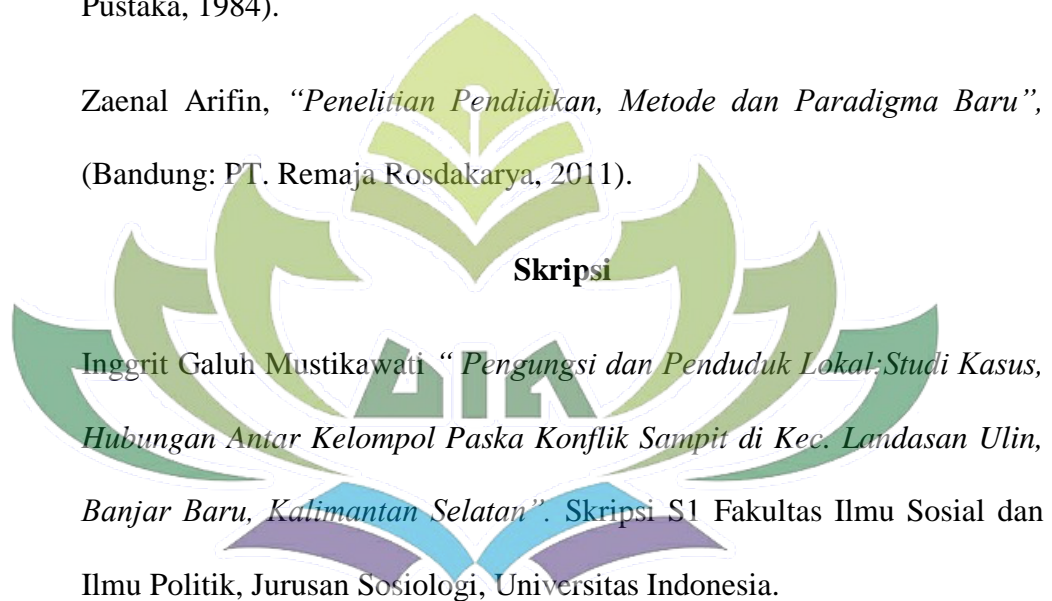 Pustaka, 1984).
Zaenal Arifin, “Penelitian Pendidikan, Metode dan Paradigma Baru”,
(Bandung: PT. Remaja Rosdakarya, 2011).
Skripsi
Inggrit Galuh Mustikawati “ Pengungsi dan Penduduk Lokal:Studi Kasus,
Hubungan Antar Kelompol Paska Konflik Sampit di Kec. Landasan Ulin,
Banjar Baru, Kalimantan Selatan”. Skripsi S1 Fakultas Ilmu Sosial dan
Ilmu Politik, Jurusan Sosiologi, Universitas Indonesia.
UIN